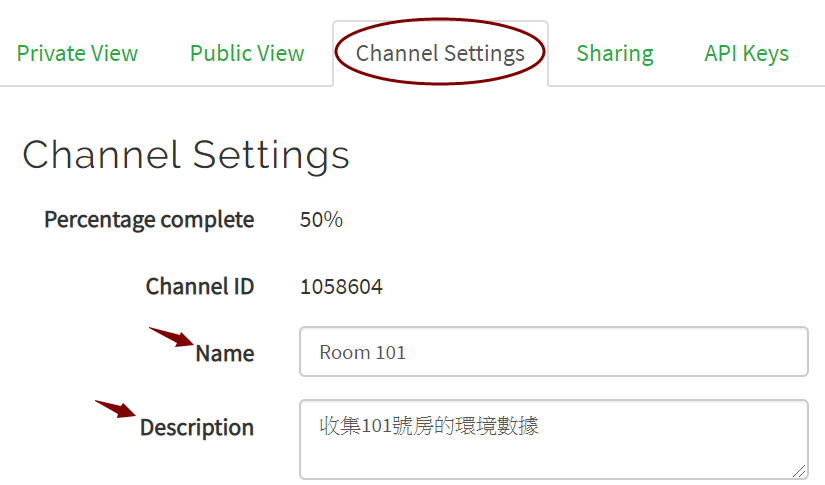 Private View Public View Channel Settings Sharing API Keys
Channel Settings
Percentage complete 50%
Channel ID 1058604
Name Room 101
Description 收集101號房的環境數據